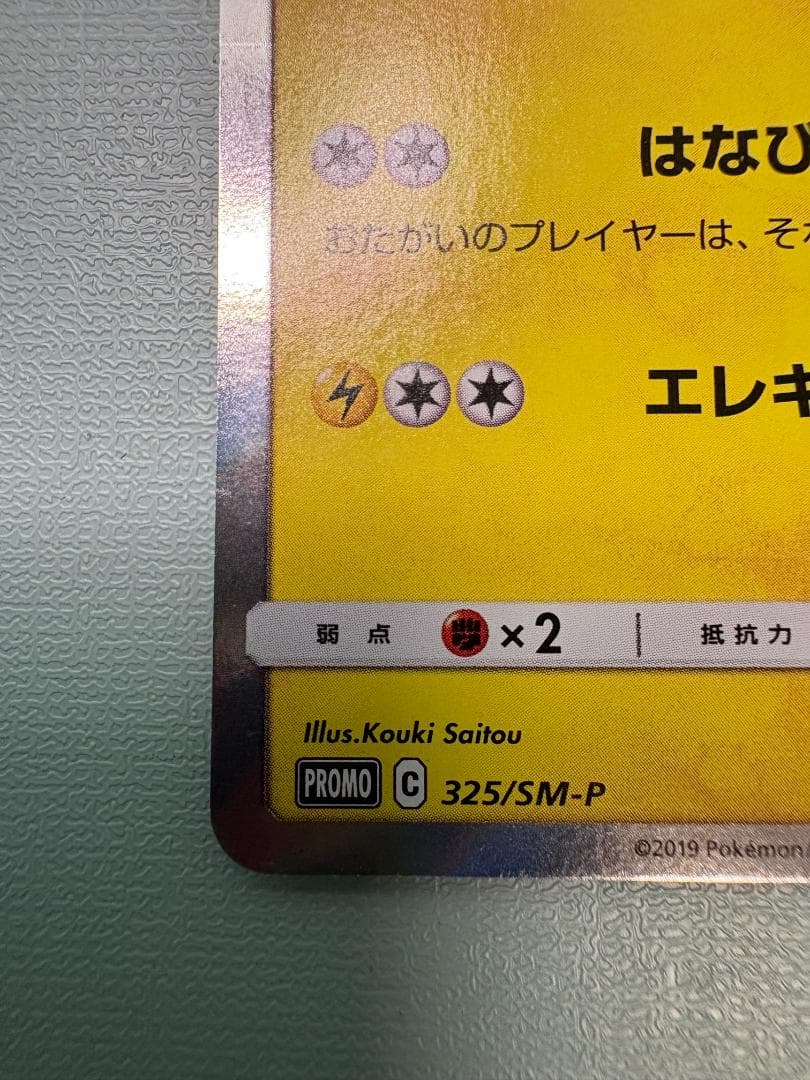 はなび
おたがいのプレイヤーは、それ
エレキ
弱点 ×2 抵抗力
Illus.Kouki Saitou
PROMO C 325/SM-P
©2019 Pokémon/